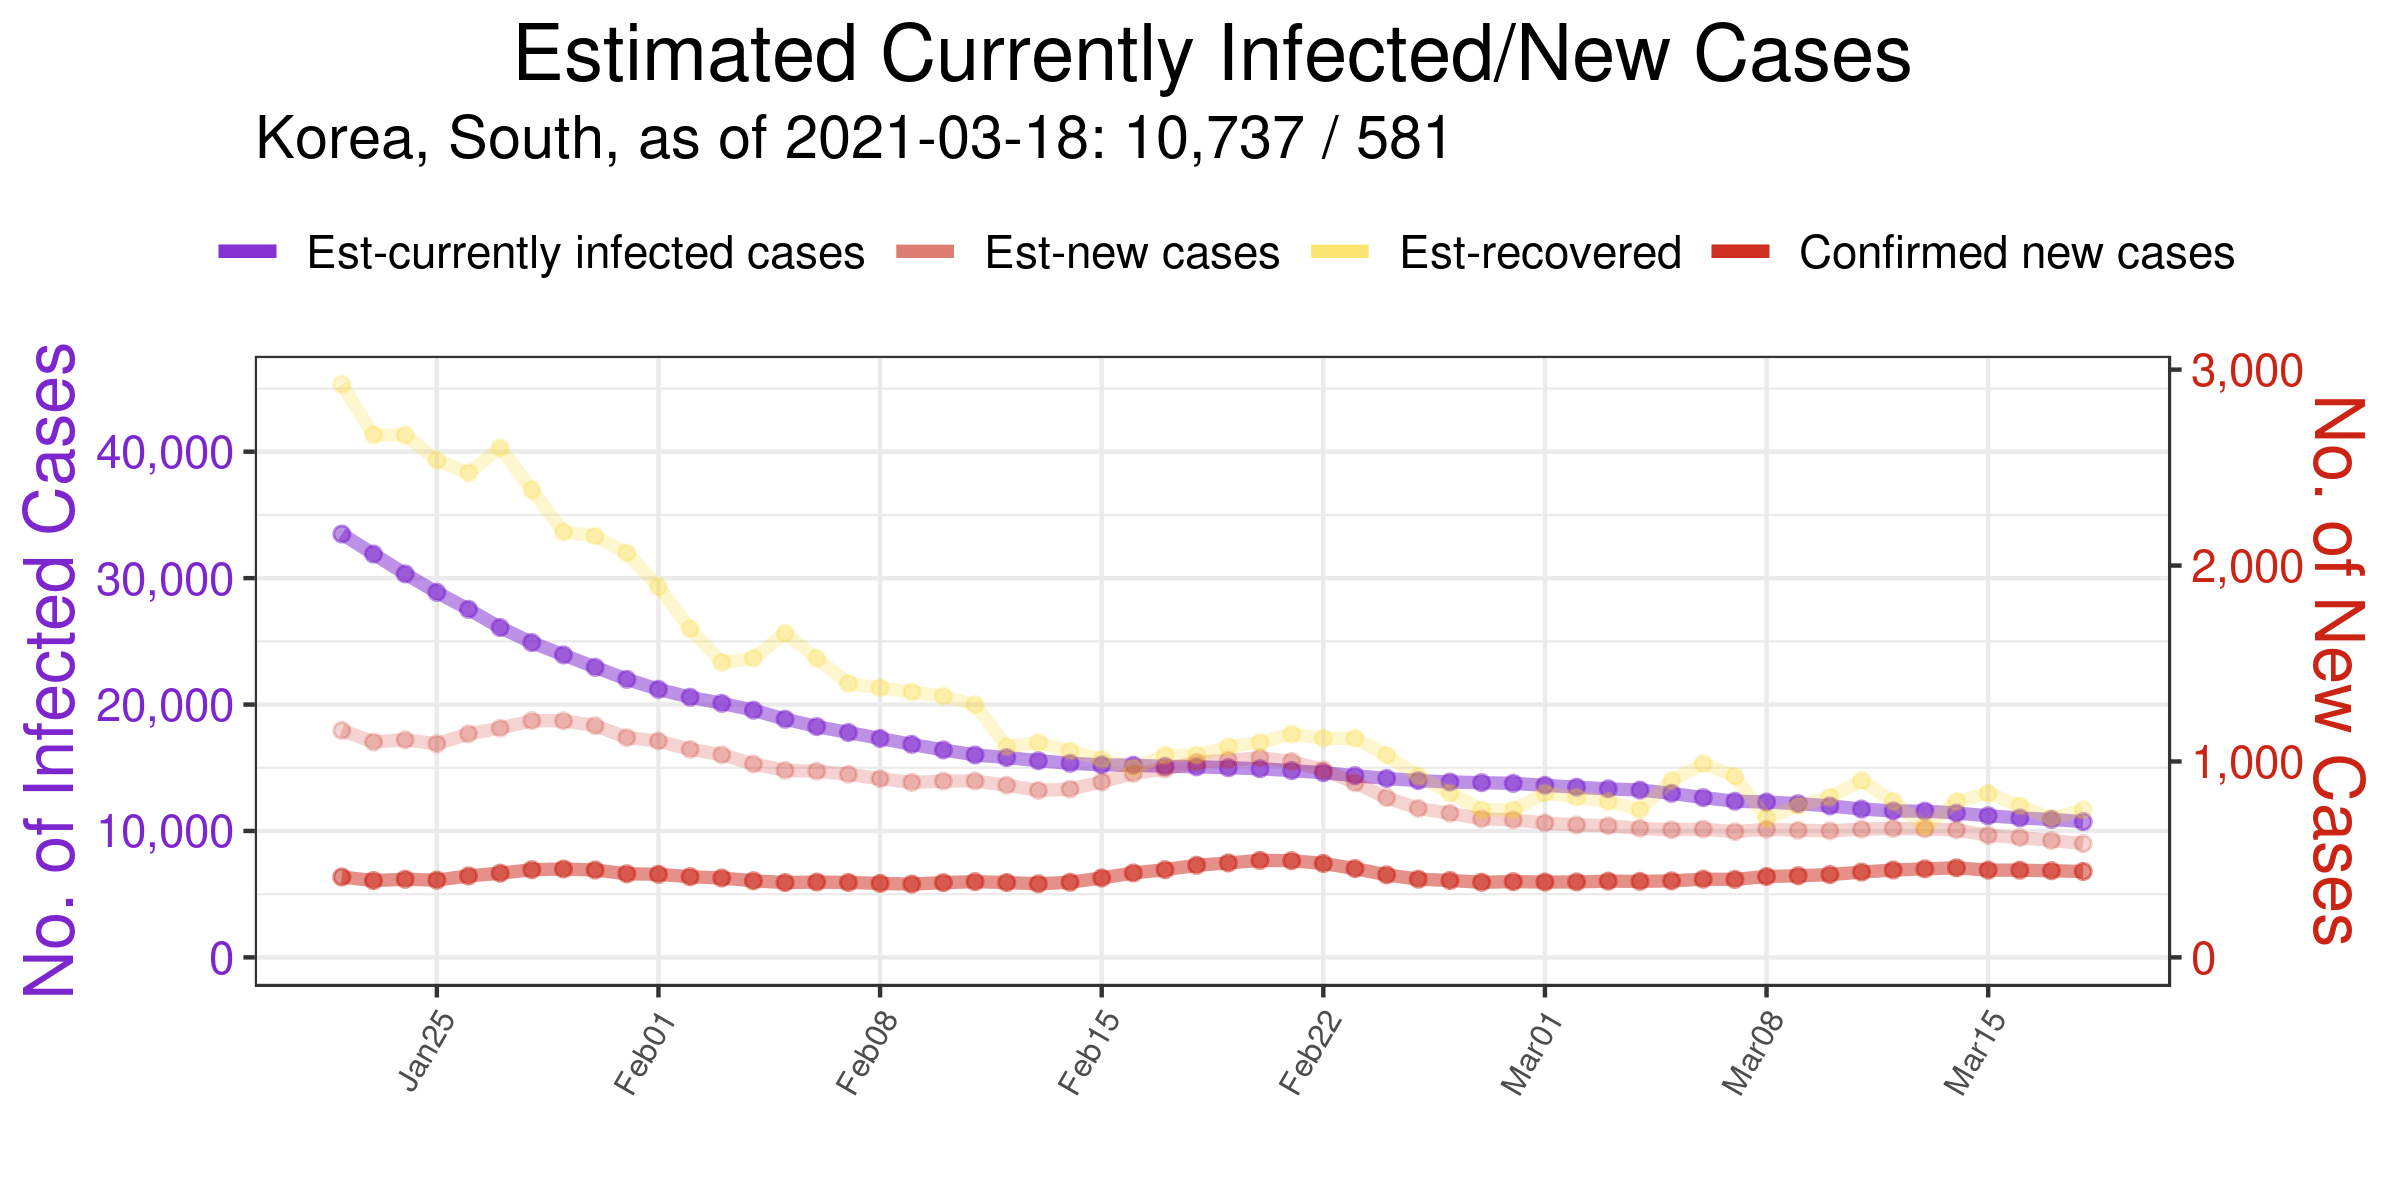 Estimated Currently Infected/New Cases
Korea, South, as of 2021-03-18: 10,737 / 581
Est-currently infected cases
Est-new cases
Est-recovered
Confirmed new cases
No. of Infected Cases
40,000
30,000
20,000
10,000
0
3,000
2,000
1,000
0
No. of New Cases
Jan25
Feb01
Feb08
Feb15
Feb22
Mar01
Mar08
Mar15